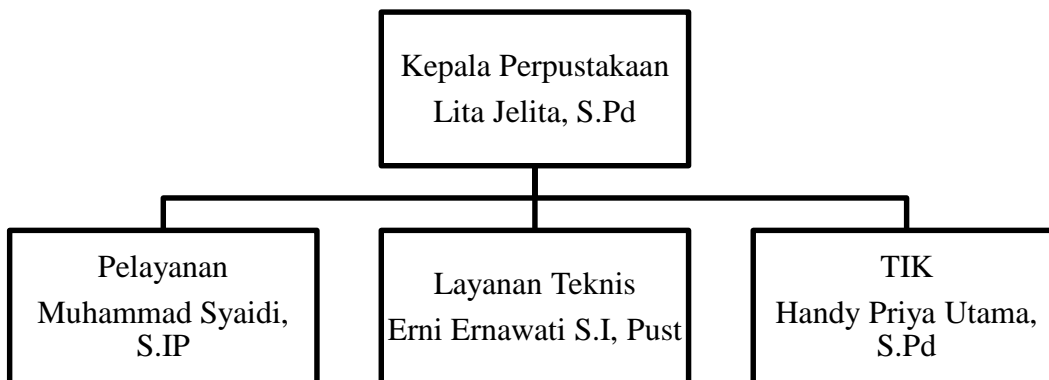 Kepala Perpustakaan
Lita Jelita, S.Pd
Pelayanan
Muhammad Syaidi,
S.IP
Layanan Teknis
Erni Ernawati S.I, Pust
TIK
Handy Priya Utama,
S.Pd